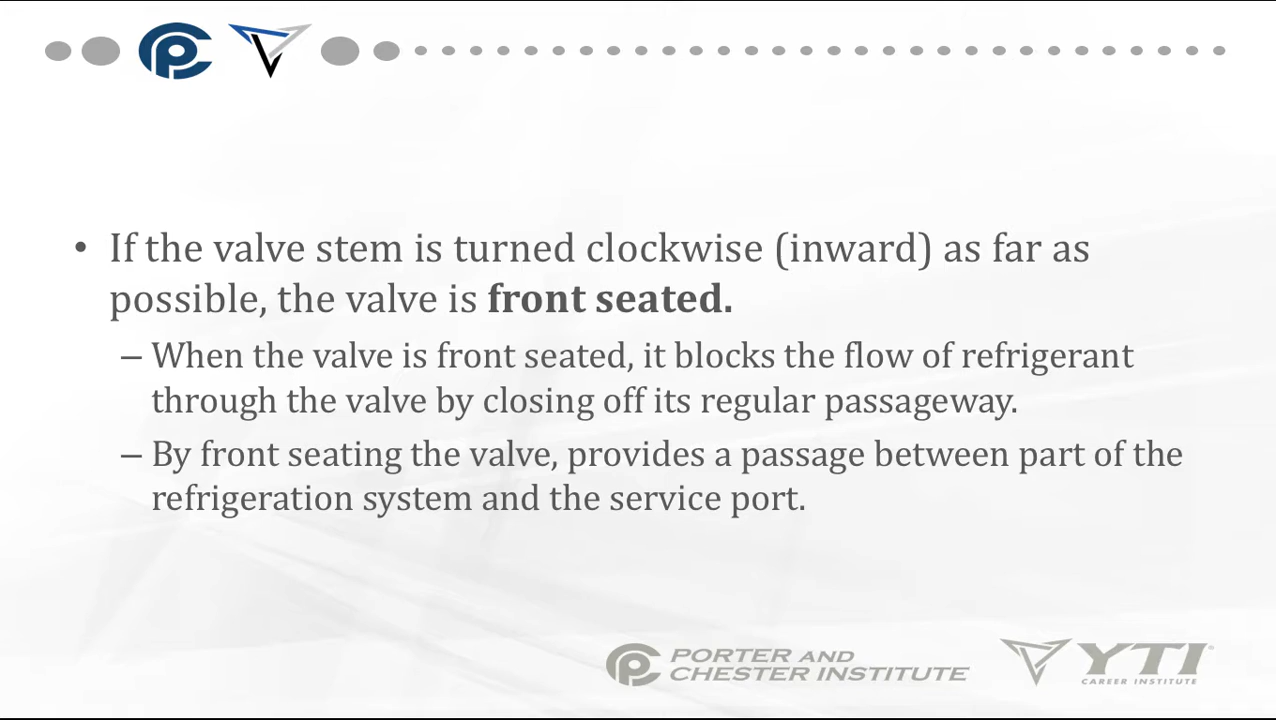 • If the valve stem is turned clockwise (inward) as far as
possible, the valve is front seated.
– When the valve is front seated, it blocks the flow of refrigerant
through the valve by closing off its regular passageway.
– By front seating the valve, provides a passage between part of the
refrigeration system and the service port.
PORTER AND
CHESTER INSTITUTE
YTI
CAREER INSTITUTE